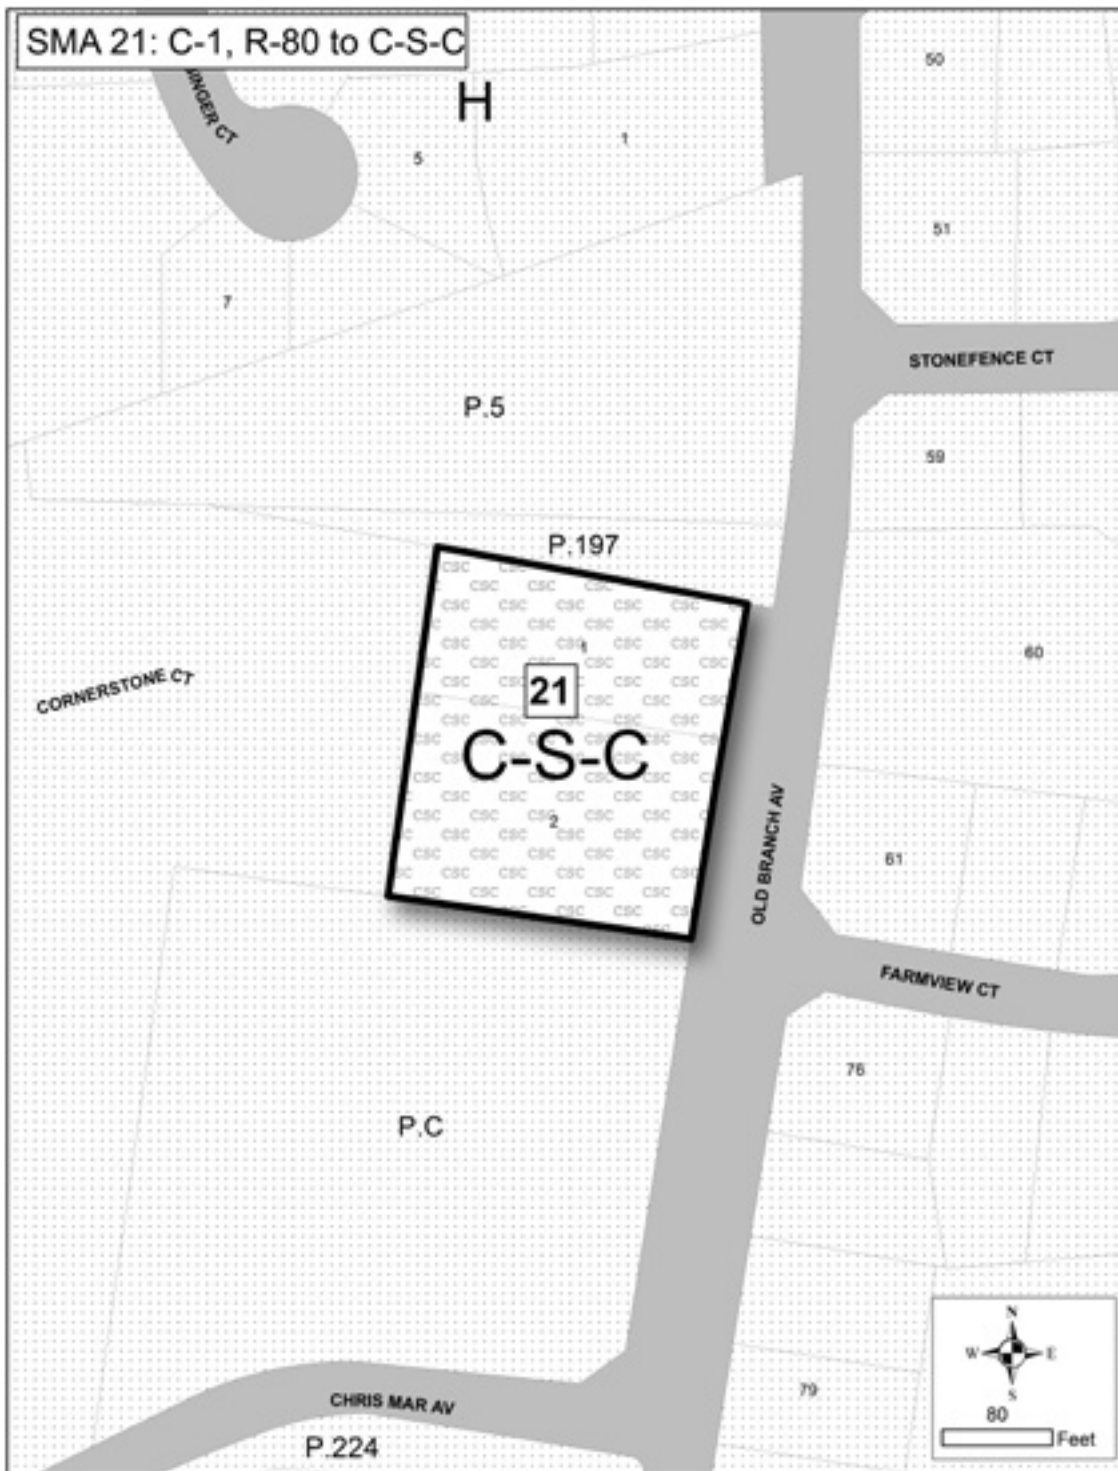 SMA 21: C-1, R-80 to C-S-C
H
50
5
1
51
7
STONEFENCE CT
P.5
59
P.197
1
60
CORNERSTONE CT
21
C-S-C
2
OLD BRANCH AV
61
FARMVIEW CT
76
P.C
N
W E
S
79
CHRIS MAR AV
80
Feet
P.224